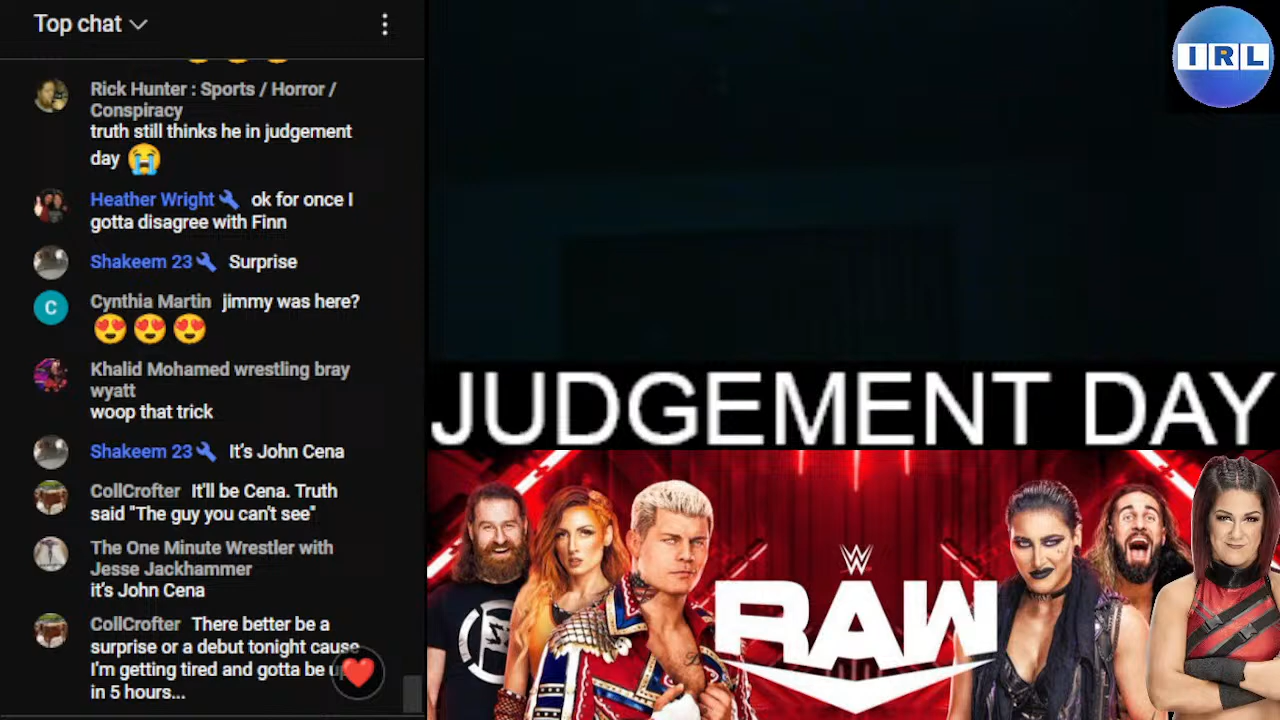 Top chat
Rick Hunter : Sports / Horror /
Conspiracy
truth still thinks he in judgement
day
Heather Wright ok for once I
gotta disagree with Finn
Shakeem 23 Surprise
C
Cynthia Martin jimmy was here?
Khalid Mohamed wrestling bray
wyatt
woop that trick
Shakeem 23 It's John Cena
CollCrofter It'll be Cena. Truth
said "The guy you can't see"
The One Minute Wrestler with
Jesse Jackhammer
it's John Cena
CollCrofter There better be a
surprise or a debut tonight cause
I'm getting tired and gotta be
in 5 hours...
IRL
JUDGEMENT DAY
W
RAW